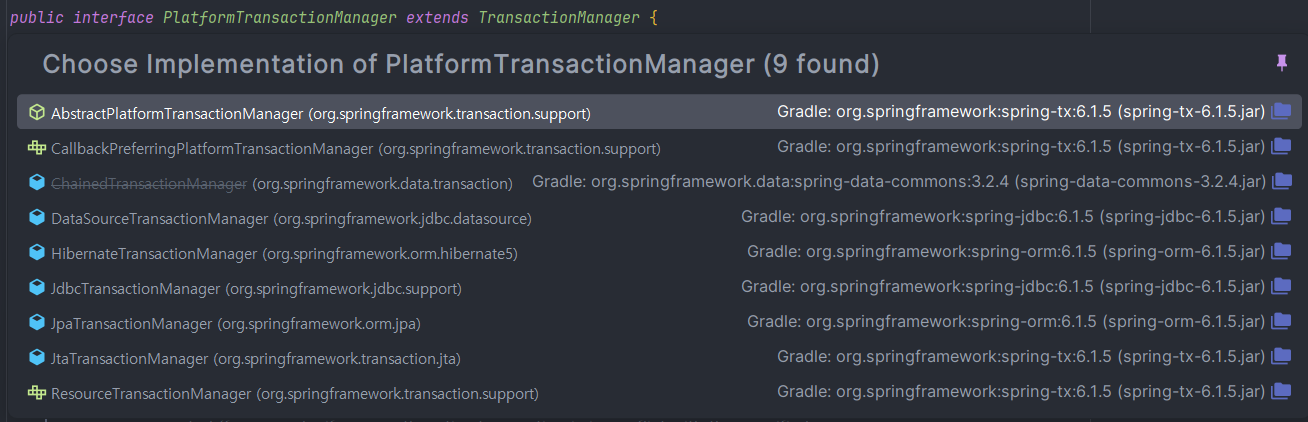 public interface PlatformTransactionManager extends TransactionManager {
Choose Implementation of PlatformTransactionManager (9 found)
AbstractPlatformTransactionManager (org.springframework.transaction.support) Gradle: org.springframework:spring-tx:6.1.5 (spring-tx-6.1.5.jar)
CallbackPreferringPlatformTransactionManager (org.springframework.transaction.support) Gradle: org.springframework:spring-tx:6.1.5 (spring-tx-6.1.5.jar)
ChainedTransactionManager (org.springframework.data.transaction) Gradle: org.springframework.data:spring-data-commons:3.2.4 (spring-data-commons-3.2.4.jar)
DataSourceTransactionManager (org.springframework.jdbc.datasource) Gradle: org.springframework:spring-jdbc:6.1.5 (spring-jdbc-6.1.5.jar)
HibernateTransactionManager (org.springframework.orm.hibernate5) Gradle: org.springframework:spring-orm:6.1.5 (spring-orm-6.1.5.jar)
JdbcTransactionManager (org.springframework.jdbc.support) Gradle: org.springframework:spring-jdbc:6.1.5 (spring-jdbc-6.1.5.jar)
JpaTransactionManager (org.springframework.orm.jpa) Gradle: org.springframework:spring-orm:6.1.5 (spring-orm-6.1.5.jar)
JtaTransactionManager (org.springframework.transaction.jta) Gradle: org.springframework:spring-tx:6.1.5 (spring-tx-6.1.5.jar)
ResourceTransactionManager (org.springframework.transaction.support) Gradle: org.springframework:spring-tx:6.1.5 (spring-tx-6.1.5.jar)